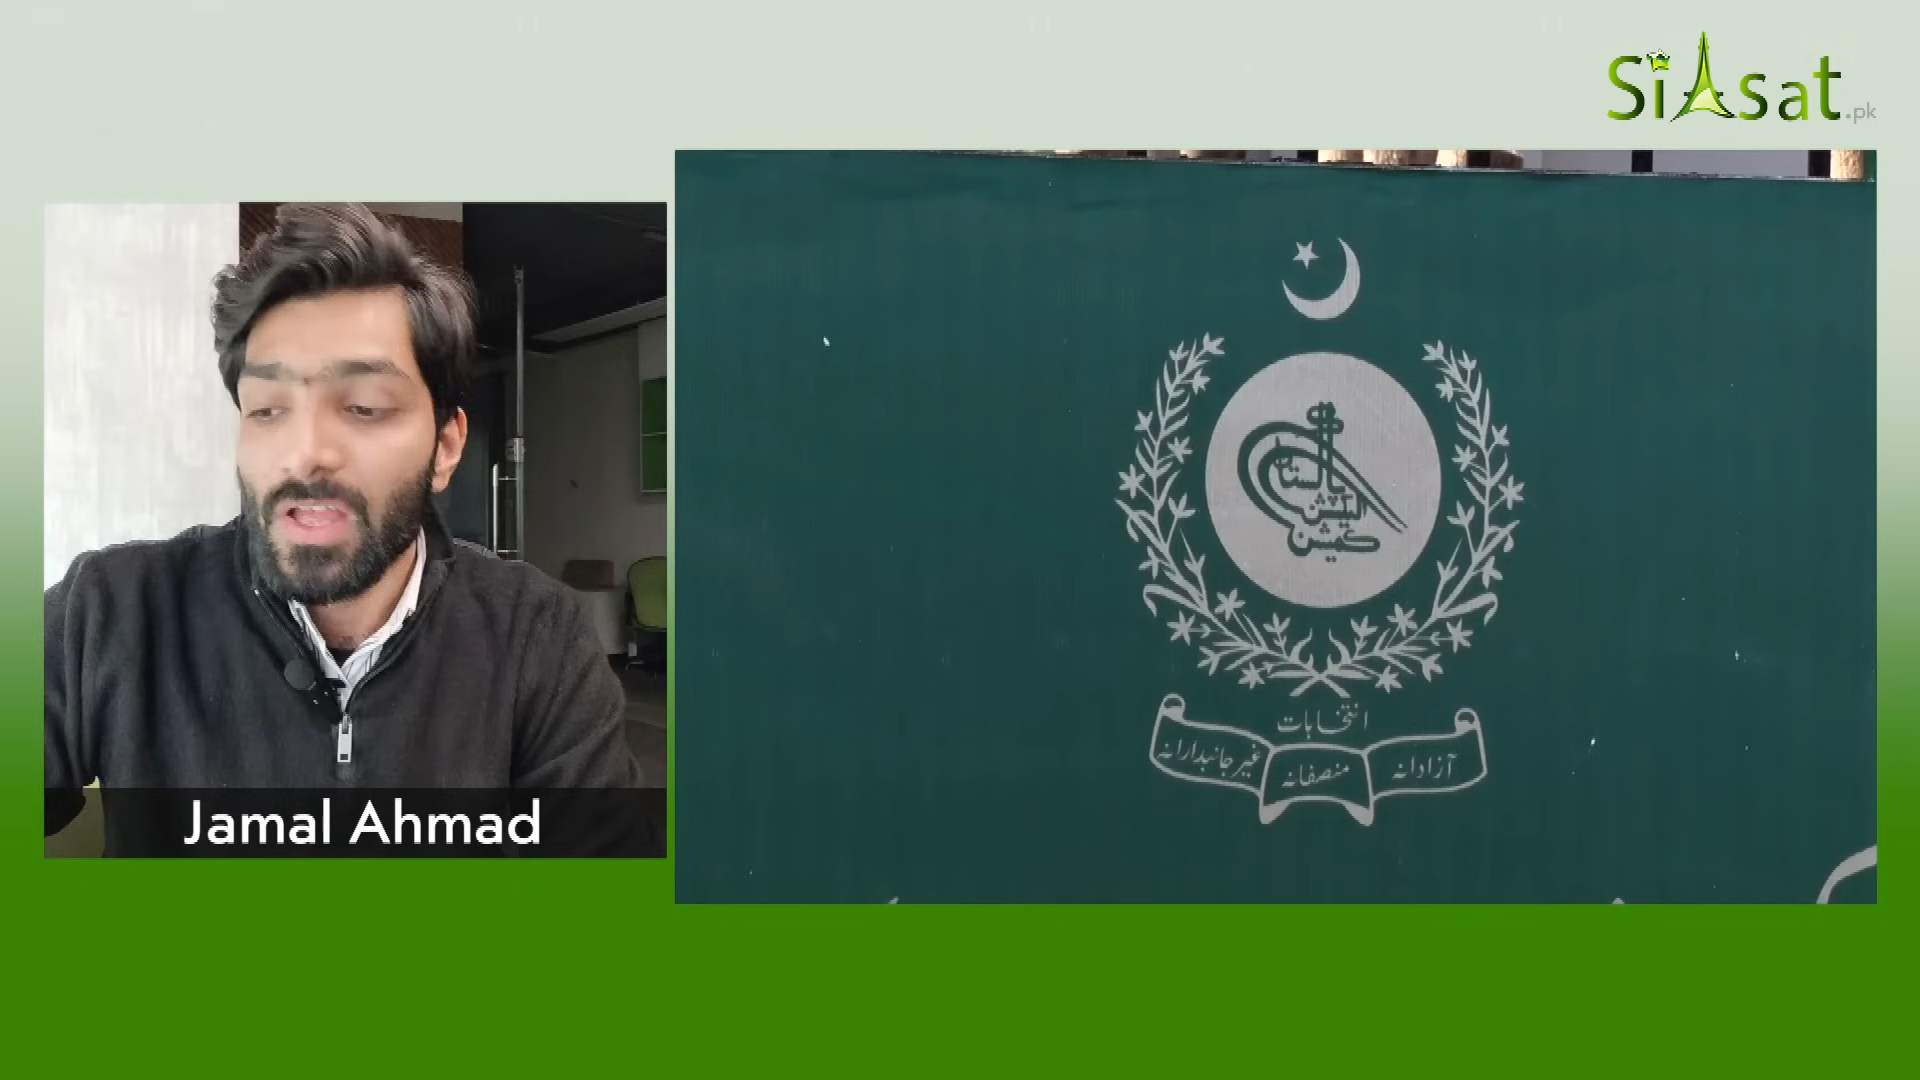 SiAsat.pk
الیکشن
کمیشن
پاکستان
انتخابات
آزادانہ منصفانہ غیر جانبدارانہ
Jamal Ahmad